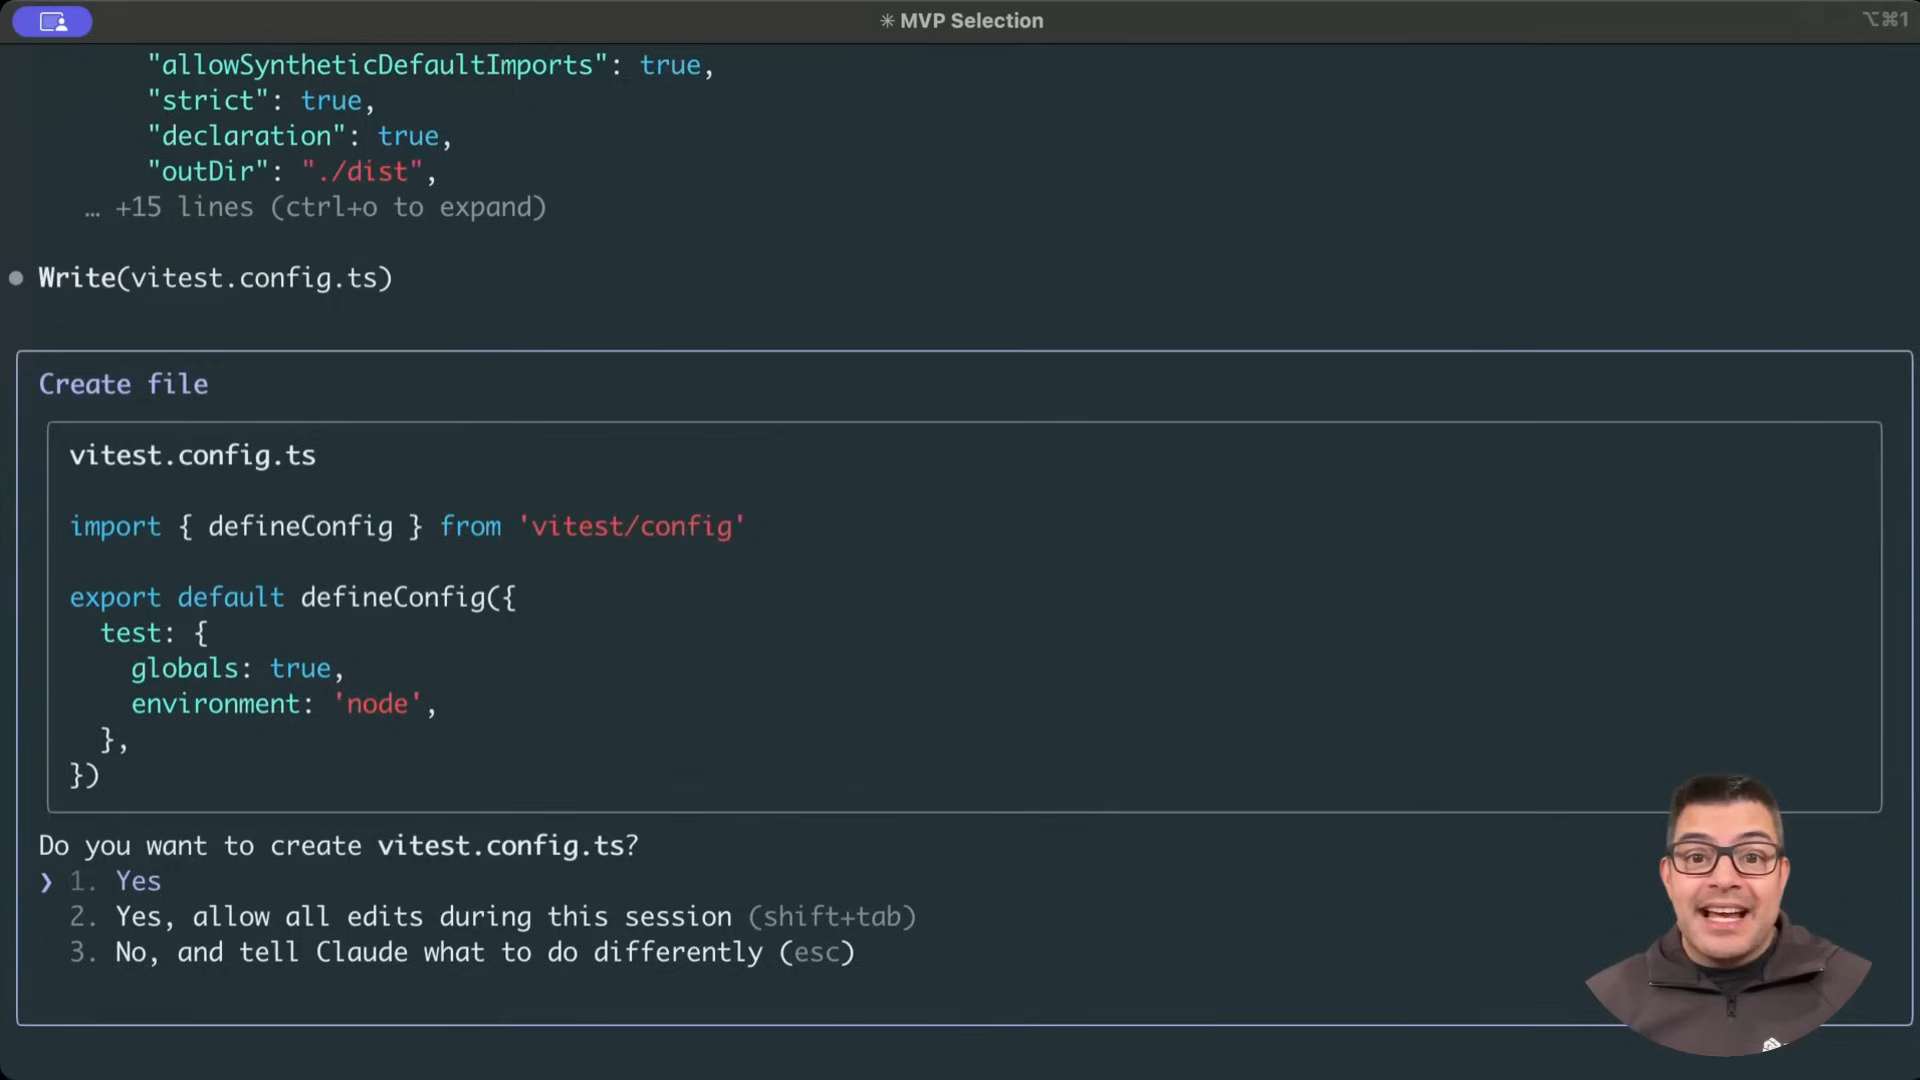 ✳ MVP Selection
⌥⌘1
"allowSyntheticDefaultImports": true,
"strict": true,
"declaration": true,
"outDir": "./dist",
… +15 lines (ctrl+o to expand)
● Write(vitest.config.ts)
Create file
vitest.config.ts
import { defineConfig } from 'vitest/config'
export default defineConfig({
test: {
globals: true,
environment: 'node',
},
})
Do you want to create vitest.config.ts?
❯ 1. Yes
2. Yes, allow all edits during this session (shift+tab)
3. No, and tell Claude what to do differently (esc)